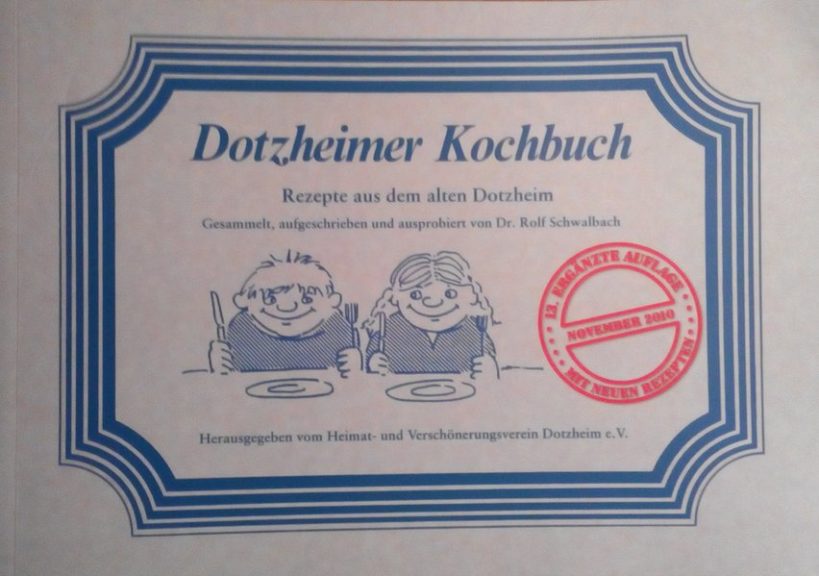 Dotzheimer Kochbuch
Rezepte aus dem alten Dotzheim
Gesammelt, aufgeschrieben und ausprobiert von Dr. Rolf Schwalbach
13. ERGÄNZTE AUFLAGE
NOVEMBER 2010
MIT NEUEN REZEPTEN
Herausgegeben vom Heimat- und Verschönerungsverein Dotzheim e.V.